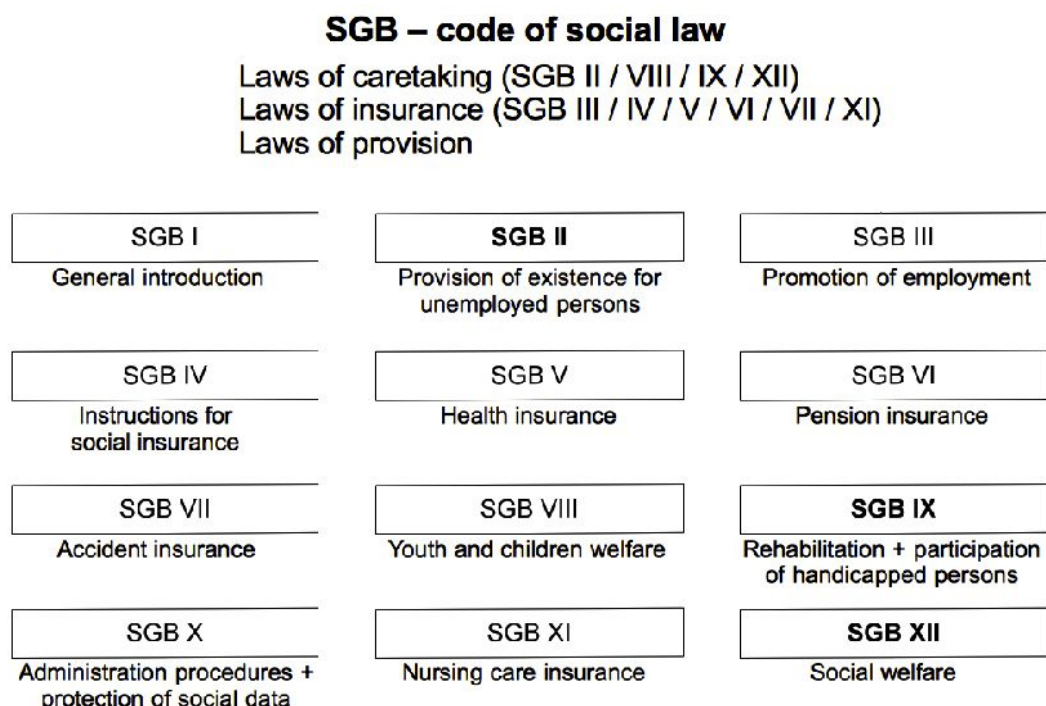 SGB – code of social law
Laws of caretaking (SGB II / VIII / IX / XII)
Laws of insurance (SGB III / IV / V / VI / VII / XI)
Laws of provision
SGB I
General introduction
SGB II
Provision of existence for
unemployed persons
SGB III
Promotion of employment
SGB IV
Instructions for
social insurance
SGB V
Health insurance
SGB VI
Pension insurance
SGB VII
Accident insurance
SGB VIII
Youth and children welfare
SGB IX
Rehabilitation + participation
of handicapped persons
SGB X
Administration procedures +
protection of social data
SGB XI
Nursing care insurance
SGB XII
Social welfare